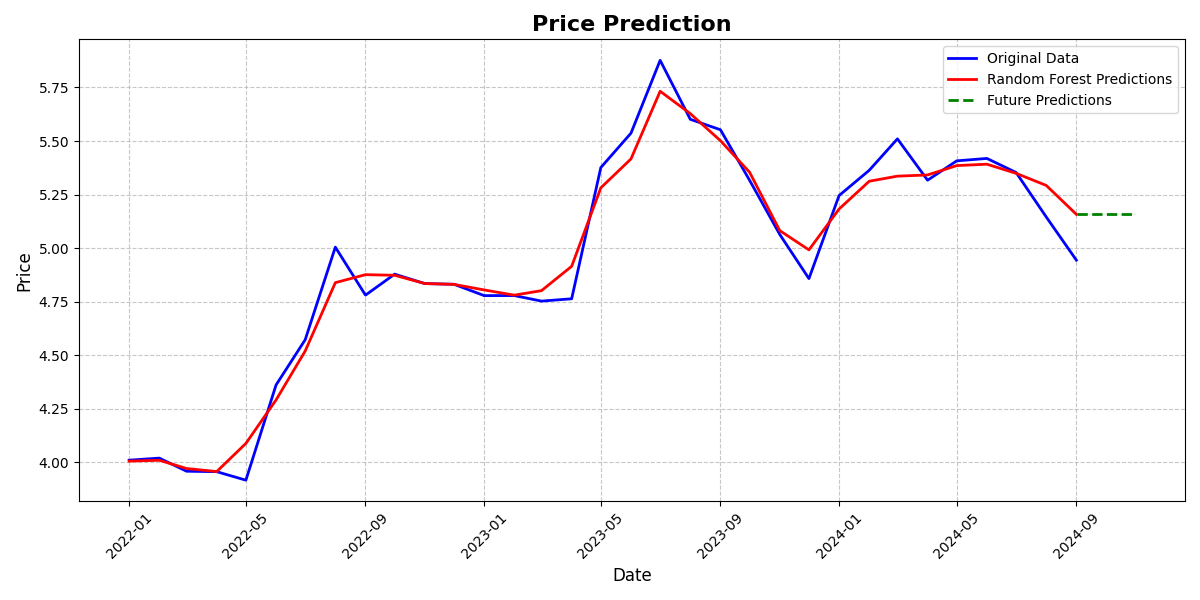 Price Prediction
Original Data
Random Forest Predictions
Future Predictions
Price
5.75
5.50
5.25
5.00
4.75
4.50
4.25
4.00
2022-01
2022-05
2022-09
2023-01
2023-05
2023-09
2024-01
2024-05
2024-09
Date